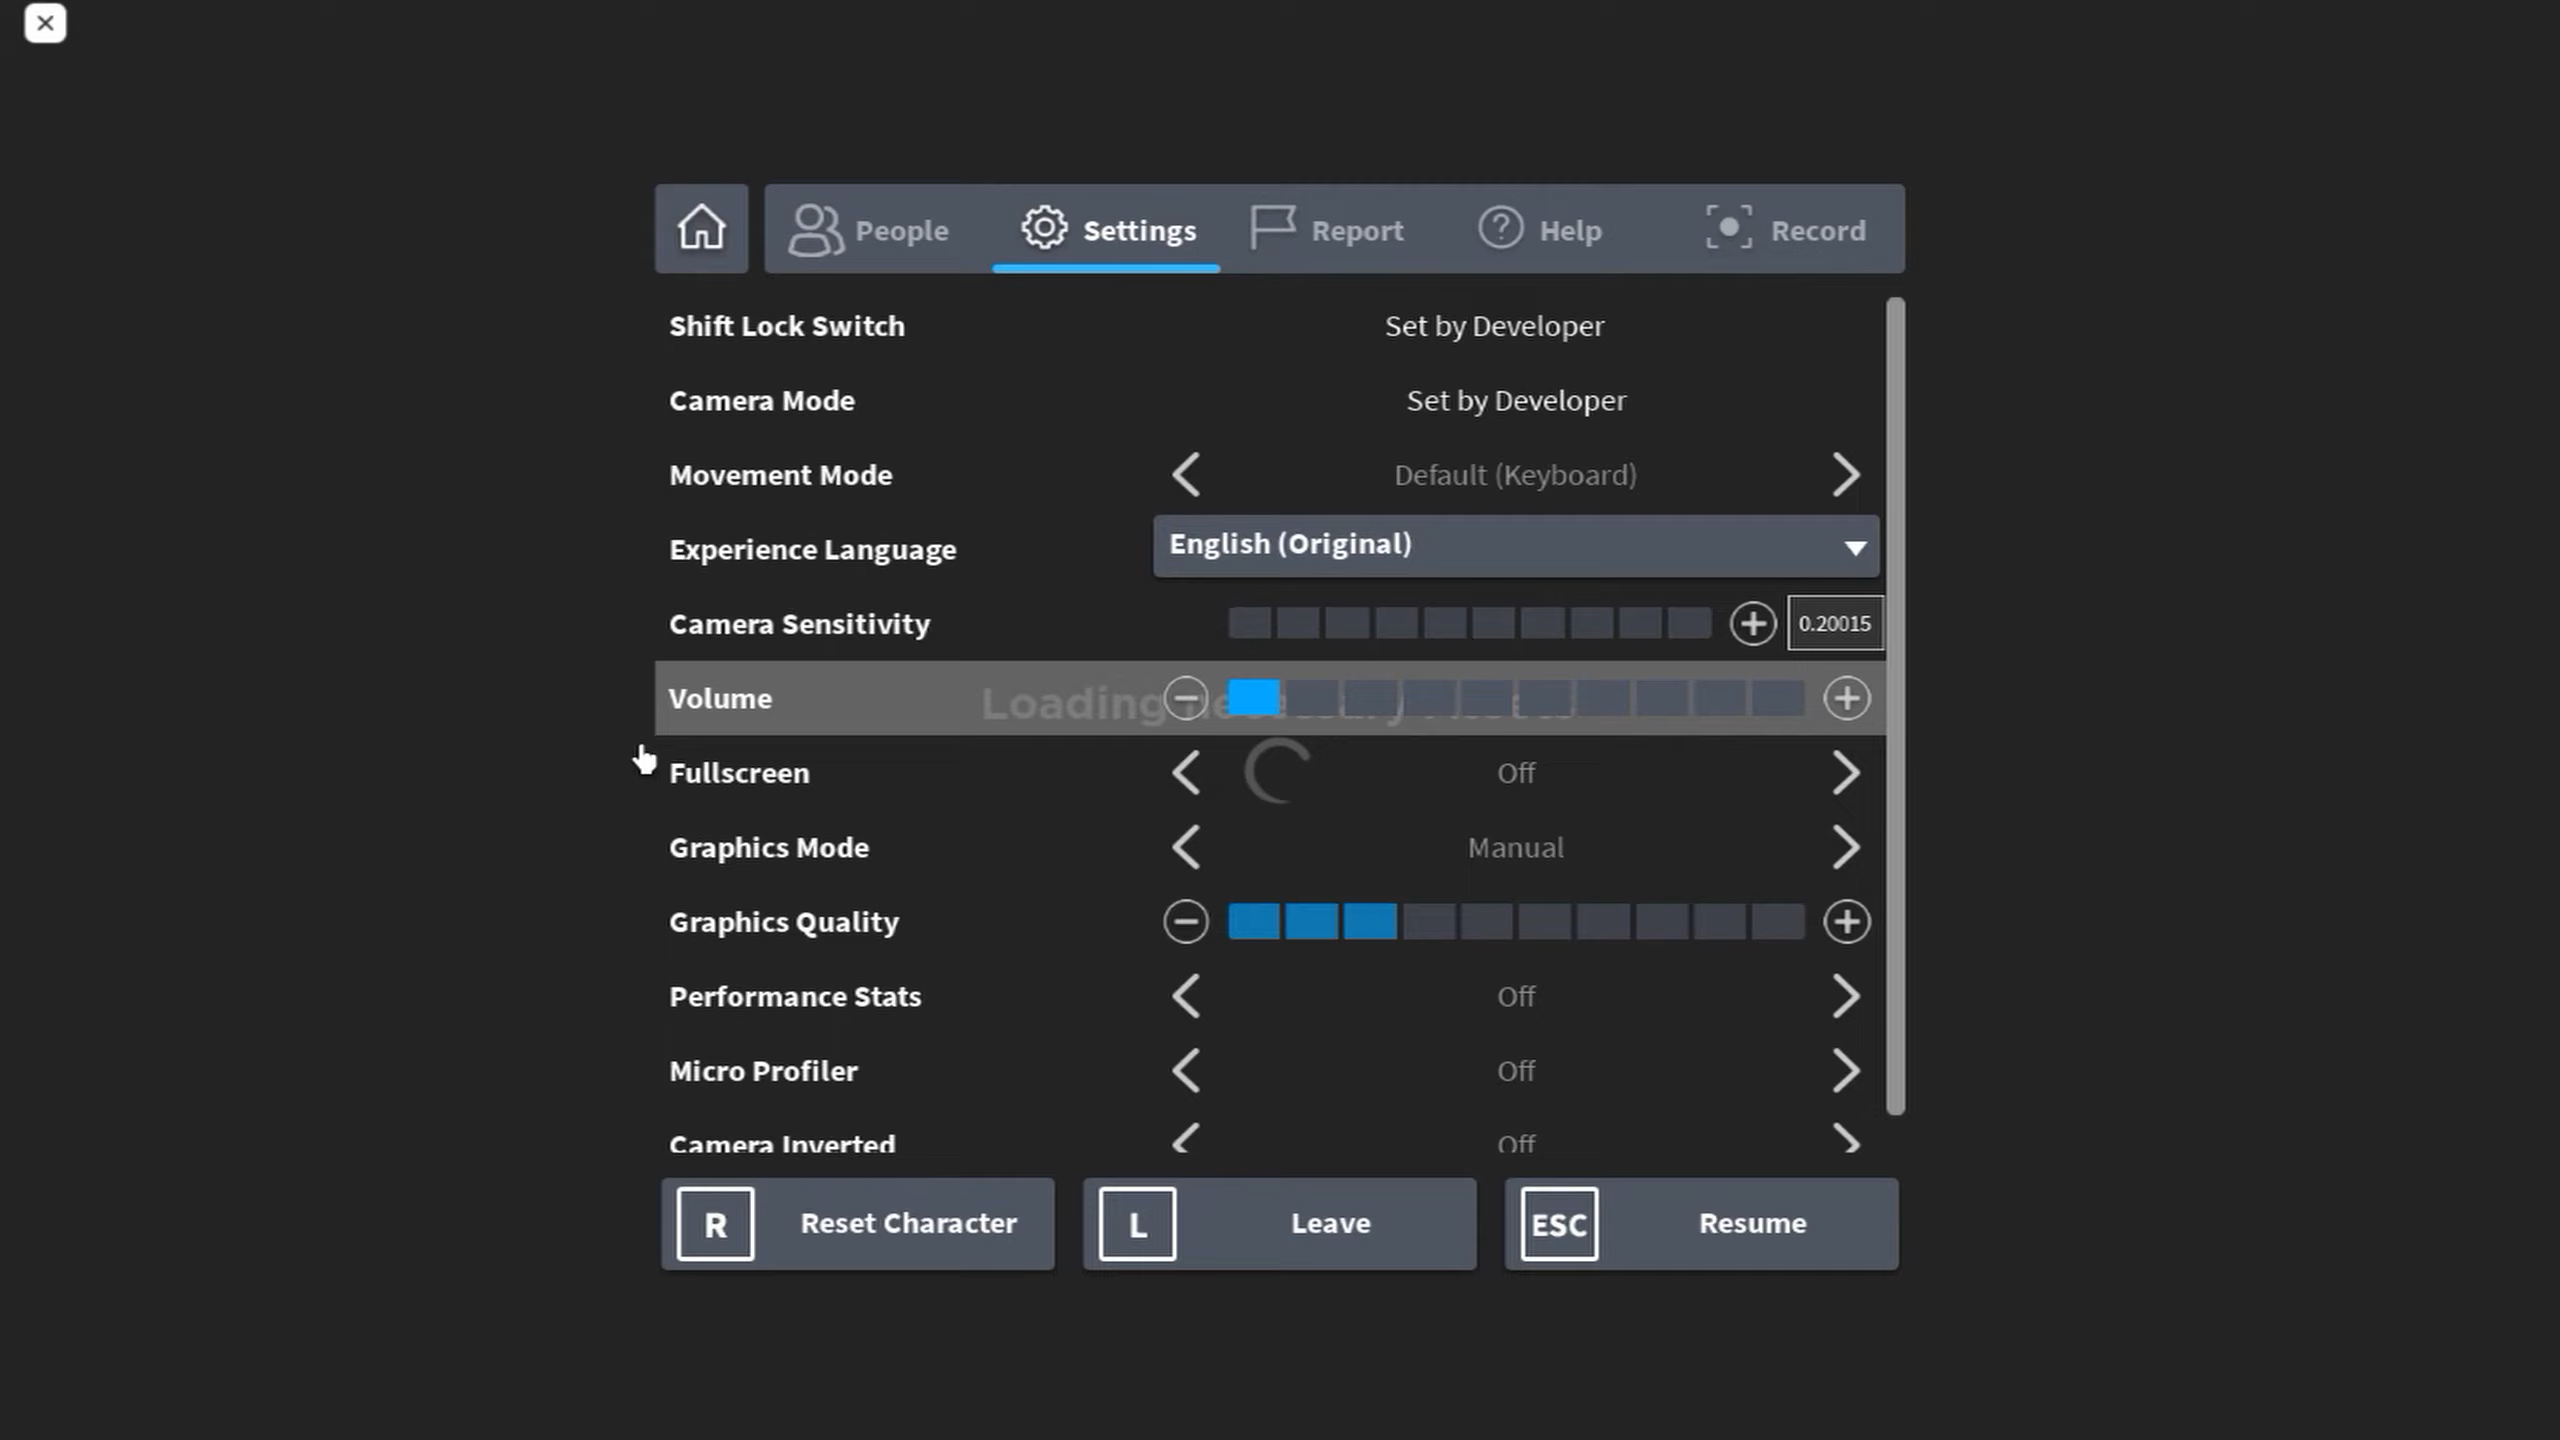 People Settings Report Help Record
Shift Lock Switch Set by Developer
Camera Mode Set by Developer
Movement Mode Default (Keyboard)
Experience Language English (Original)
Camera Sensitivity 0.20015
Volume
Loading necessary Assets
Fullscreen Off
Graphics Mode Manual
Graphics Quality
Performance Stats Off
Micro Profiler Off
Camera Inverted Off
R Reset Character L Leave ESC Resume